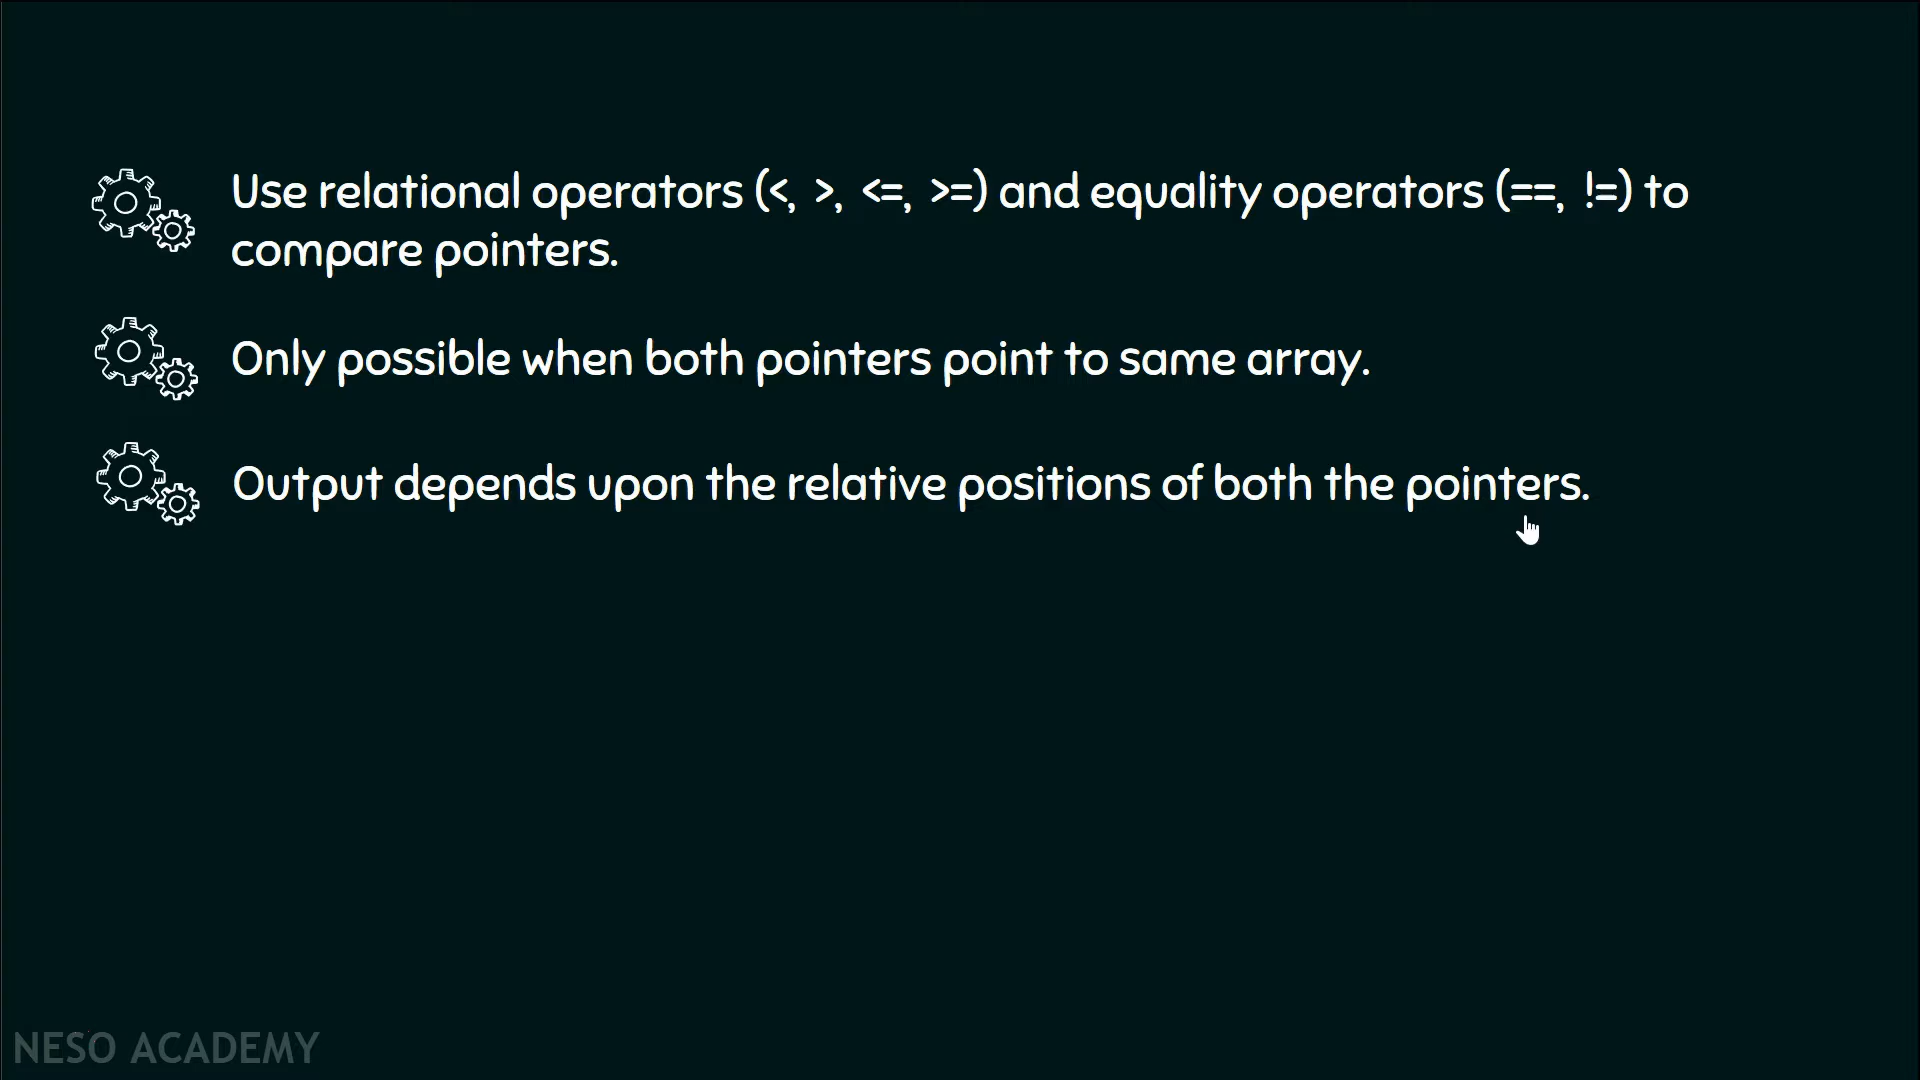 Use relational operators (<, >, <=, >=) and equality operators (==, !=) to
compare pointers.
Only possible when both pointers point to same array.
Output depends upon the relative positions of both the pointers.
NESO ACADEMY